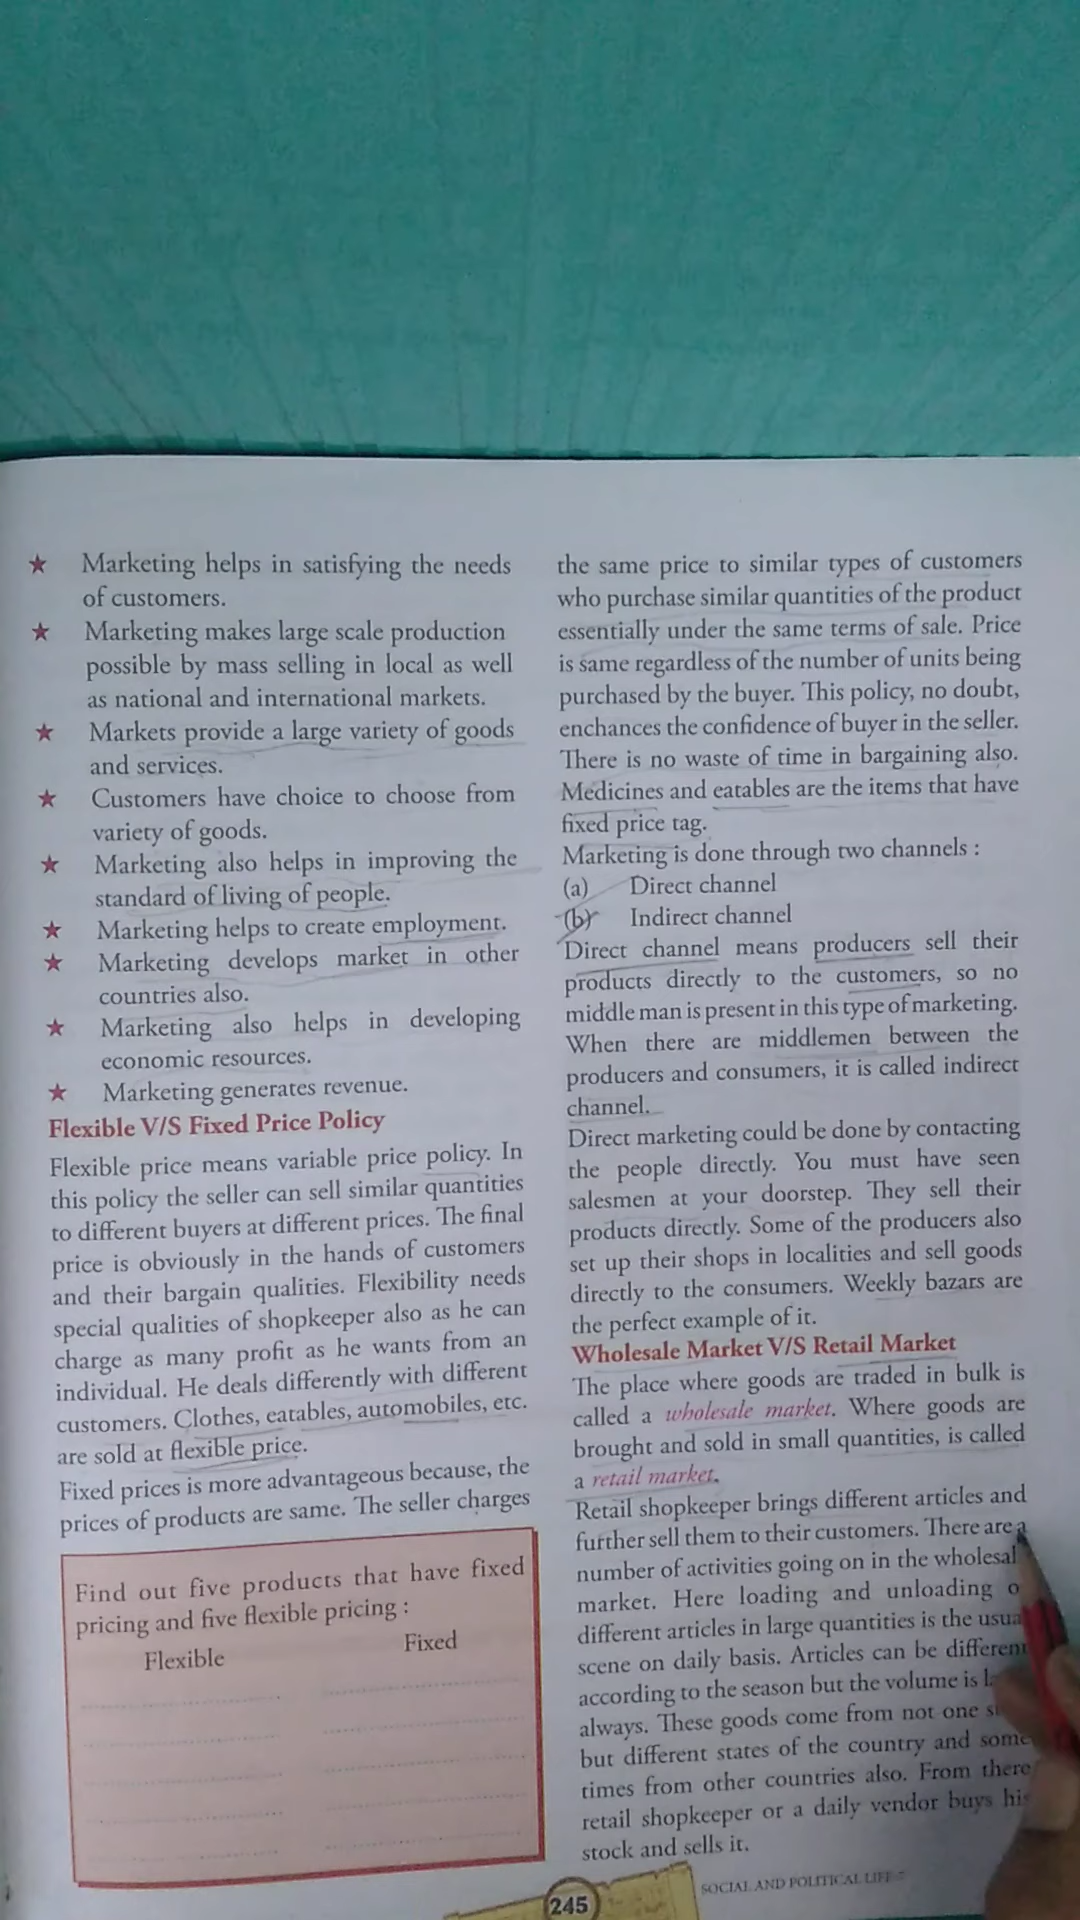 ★ Marketing helps in satisfying the needs
of customers.
★ Marketing makes large scale production
possible by mass selling in local as well
as national and international markets.
★ Markets provide a large variety of goods
and services.
★ Customers have choice to choose from
variety of goods.
★ Marketing also helps in improving the
standard of living of people.
★ Marketing helps to create employment.
★ Marketing develops market in other
countries also.
★ Marketing also helps in developing
economic resources.
★ Marketing generates revenue.
Flexible V/S Fixed Price Policy
Flexible price means variable price policy. In
this policy the seller can sell similar quantities
to different buyers at different prices. The final
price is obviously in the hands of customers
and their bargain qualities. Flexibility needs
special qualities of shopkeeper also as he can
charge as many profit as he wants from an
individual. He deals differently with different
customers. Clothes, eatables, automobiles, etc.
are sold at flexible price.
Fixed prices is more advantageous because, the
prices of products are same. The seller charges
Find out five products that have fixed
pricing and five flexible pricing :
Flexible Fixed
the same price to similar types of customers
who purchase similar quantities of the product
essentially under the same terms of sale. Price
is same regardless of the number of units being
purchased by the buyer. This policy, no doubt,
enchances the confidence of buyer in the seller.
There is no waste of time in bargaining also.
Medicines and eatables are the items that have
fixed price tag.
Marketing is done through two channels :
(a) Direct channel
(b) Indirect channel
Direct channel means producers sell their
products directly to the customers, so no
middle man is present in this type of marketing.
When there are middlemen between the
producers and consumers, it is called indirect
channel.
Direct marketing could be done by contacting
the people directly. You must have seen
salesmen at your doorstep. They sell their
products directly. Some of the producers also
set up their shops in localities and sell goods
directly to the consumers. Weekly bazars are
the perfect example of it.
Wholesale Market V/S Retail Market
The place where goods are traded in bulk is
called a wholesale market. Where goods are
brought and sold in small quantities, is called
a retail market.
Retail shopkeeper brings different articles and
further sell them to their customers. There are a
number of activities going on in the wholesal
market. Here loading and unloading o
different articles in large quantities is the usua
scene on daily basis. Articles can be different
according to the season but the volume is
always. These goods come from not one
but different states of the country and some
times from other countries also. From there
retail shopkeeper or a daily vendor buys his
stock and sells it.
245
SOCIAL AND POLITICAL LIFE-7